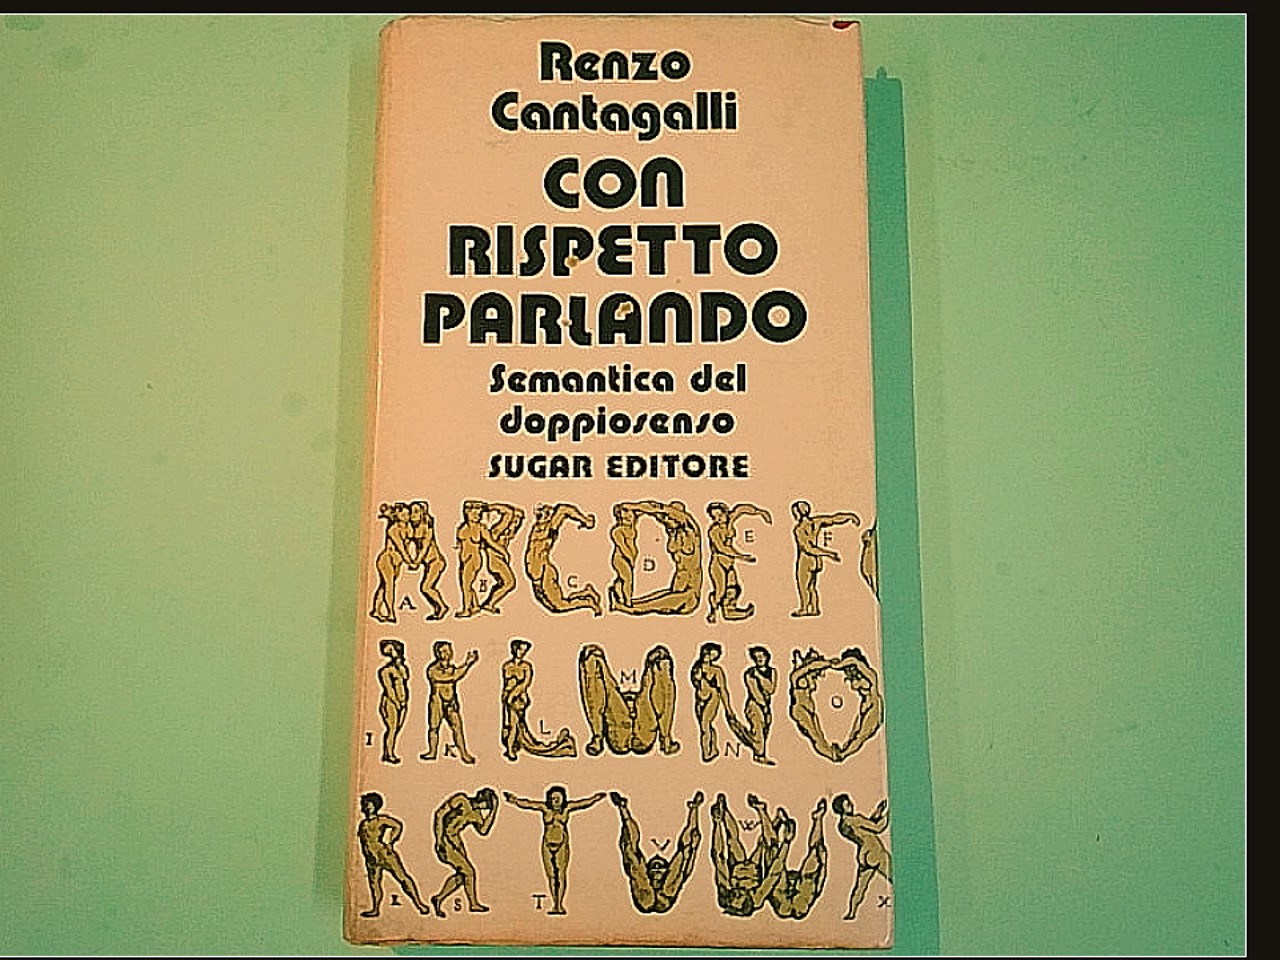 Renzo
Cantagalli
CON
RISPETTO
PARLANDO
Semantica del
doppiosenso
SUGAR EDITORE
A B C D E F
I K L M N O
S T V W X